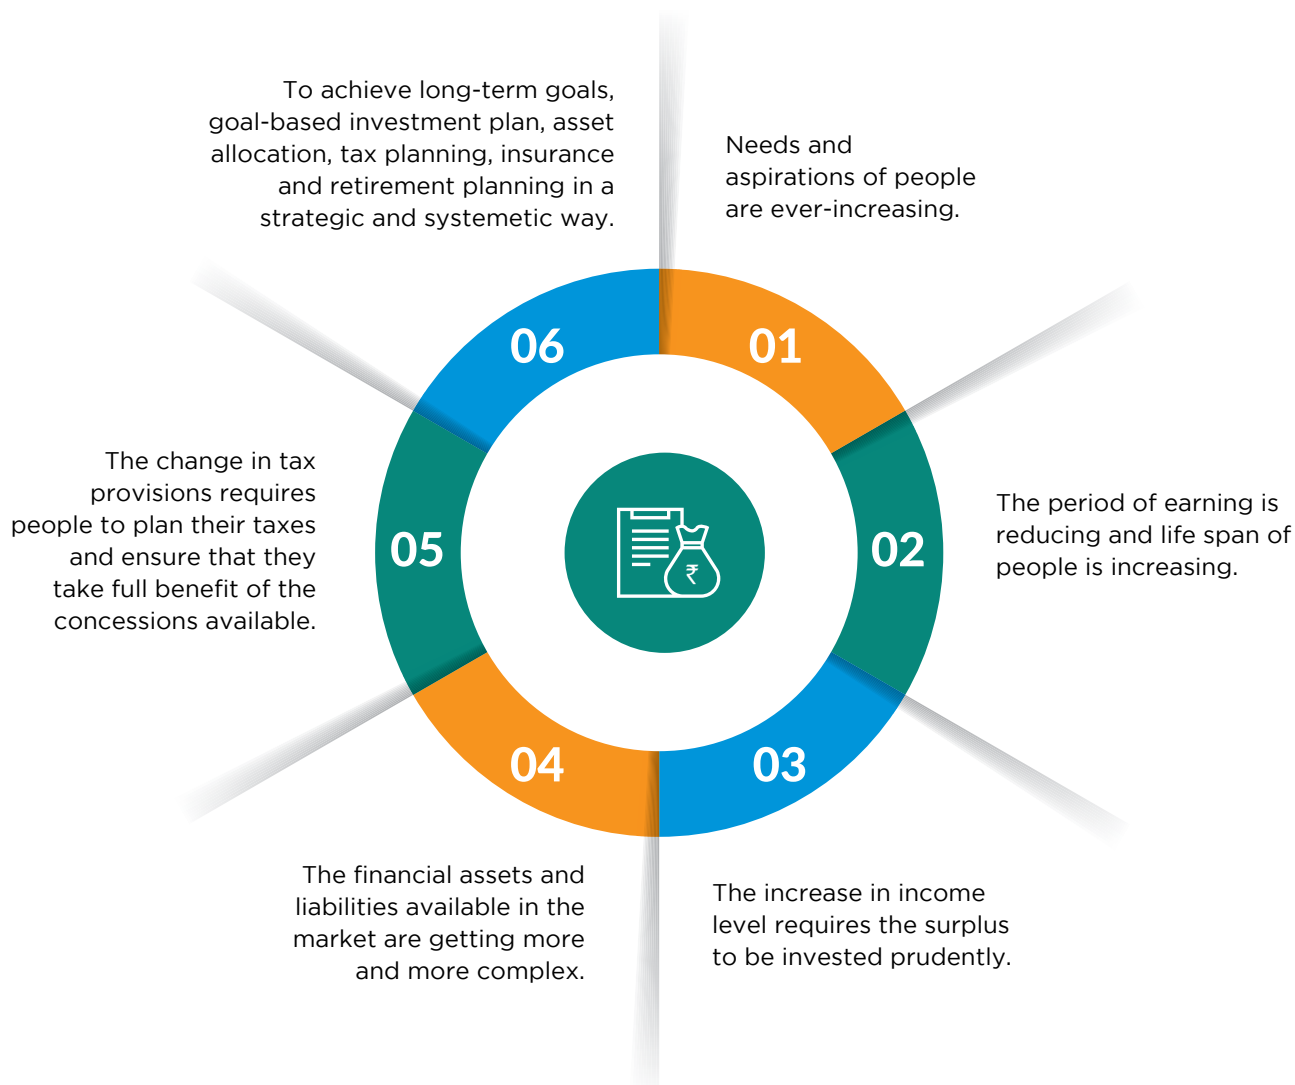 01
Needs and
aspirations of people
are ever-increasing.
02
The period of earning is
reducing and life span of
people is increasing.
03
The increase in income
level requires the surplus
to be invested prudently.
04
The financial assets and
liabilities available in the
market are getting more
and more complex.
05
The change in tax
provisions requires
people to plan their taxes
and ensure that they
take full benefit of the
concessions available.
06
To achieve long-term goals,
goal-based investment plan, asset
allocation, tax planning, insurance
and retirement planning in a
strategic and systemetic way.
₹